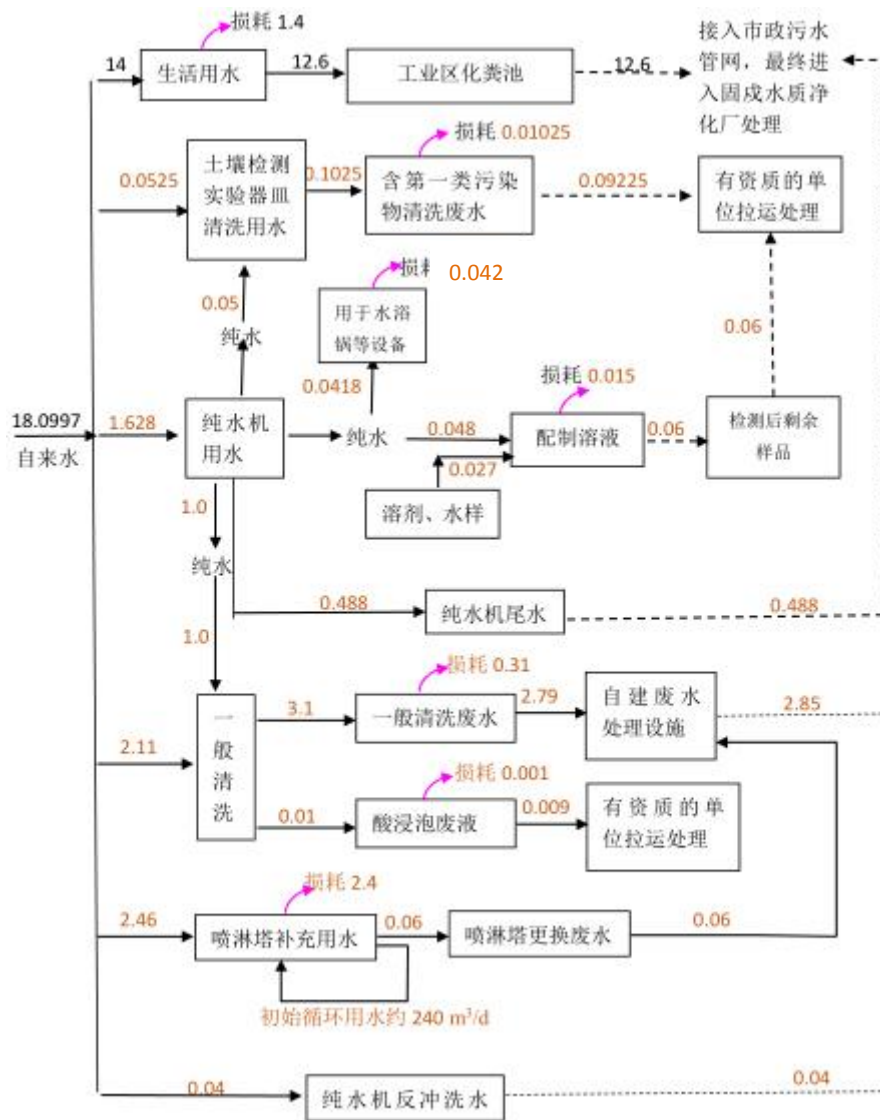 损耗 1.4
14
生活用水
12.6
工业区化粪池
12.6
接入市政污水
管网，最终进
入固戍水质净
化厂处理
损耗 0.01025
0.0525
土壤检测
实验器皿
清洗用水
0.1025
含第一类污染
物清洗废水
0.09225
有资质的单
位拉运处理
损耗 0.042
0.05
纯水
用于水浴
锅等设备
0.06
18.0997
自来水
1.628
纯水机
用水
0.0418
纯水
0.048
损耗 0.015
配制溶液
0.06
检测后剩余
样品
0.027
溶剂、水样
1.0
纯水
0.488
纯水机尾水
0.488
1.0
损耗 0.31
2.11
一
般
清
洗
3.1
一般清洗废水
2.79
自建废水
处理设施
2.85
损耗 0.001
0.01
酸浸泡废液
0.009
有资质的单
位拉运处理
损耗 2.4
2.46
喷淋塔补充用水
0.06
喷淋塔更换废水
0.06
初始循环用水约 240 m³/d
0.04
纯水机反冲洗水
0.04